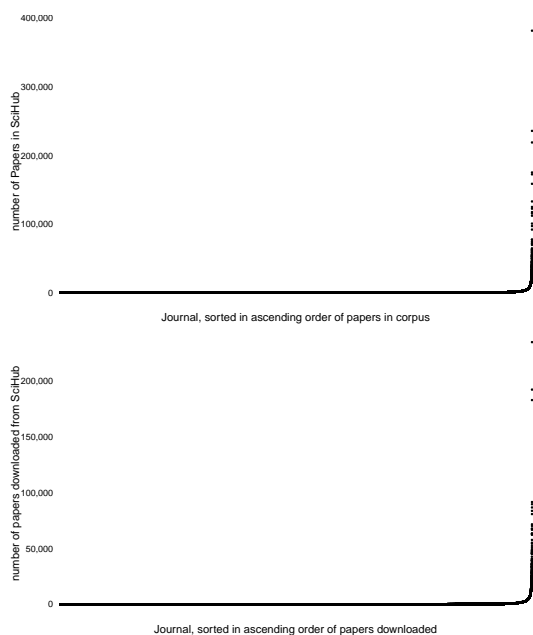 400,000
300,000
200,000
100,000
0
number of Papers in SciHub
Journal, sorted in ascending order of papers in corpus
200,000
150,000
100,000
50,000
0
number of papers downloaded from SciHub
Journal, sorted in ascending order of papers downloaded